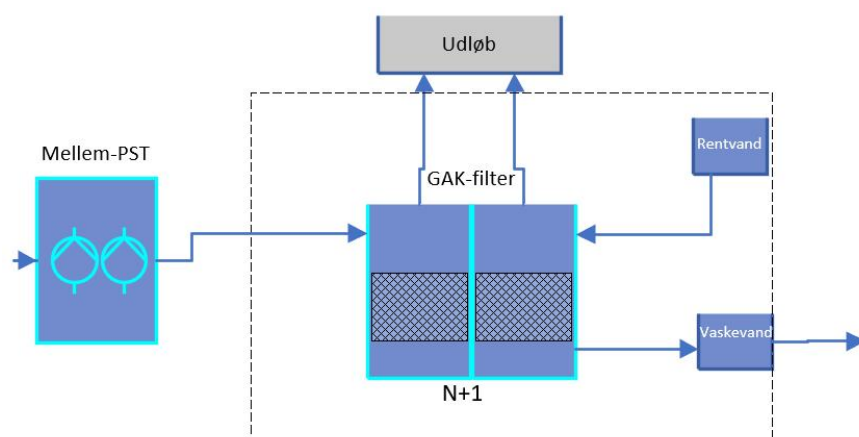 Udløb
Mellem-PST
GAK-filter
Rentvand
Vaskevand
N+1